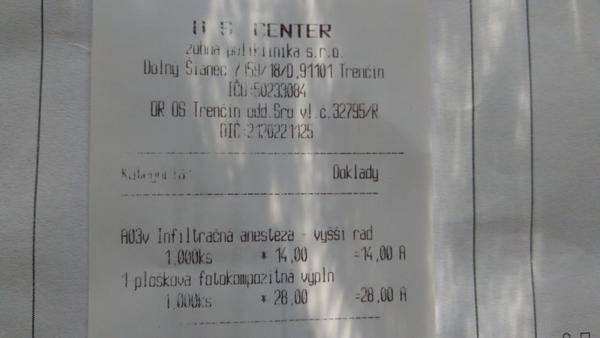 CENTER
zubná poliklinika s.r.o.
Dolný Šianec 7159/18/D,91101 Trenčín
IČO:50233084
OR OS Trenčín odd.Sro vl.č.32795/R
DIČ:2120221125
Doklady
A03v Infiltračná anestéza - vyšší rad
1,000ks * 14,00 =14,00 A
1 plošková fotokompozitná výplň
1,000ks * 28,00 =28,00 A